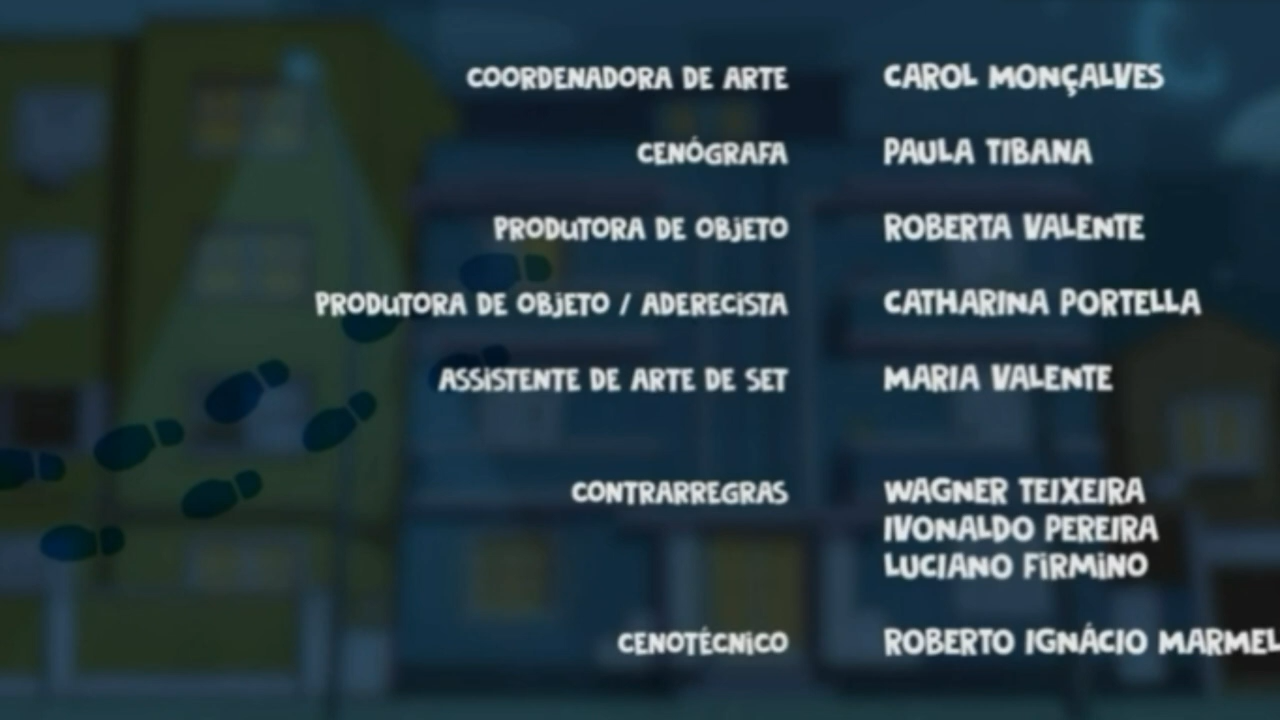 COORDENADORA DE ARTE CAROL MONÇALVES
CENÓGRAFA PAULA TIBANA
PRODUTORA DE OBJETO ROBERTA VALENTE
PRODUTORA DE OBJETO / ADERECISTA CATHARINA PORTELLA
ASSISTENTE DE ARTE DE SET MARIA VALENTE
CONTRARREGRAS WAGNER TEIXEIRA
IVONALDO PEREIRA
LUCIANO FIRMINO
CENOTÉCNICO ROBERTO IGNÁCIO